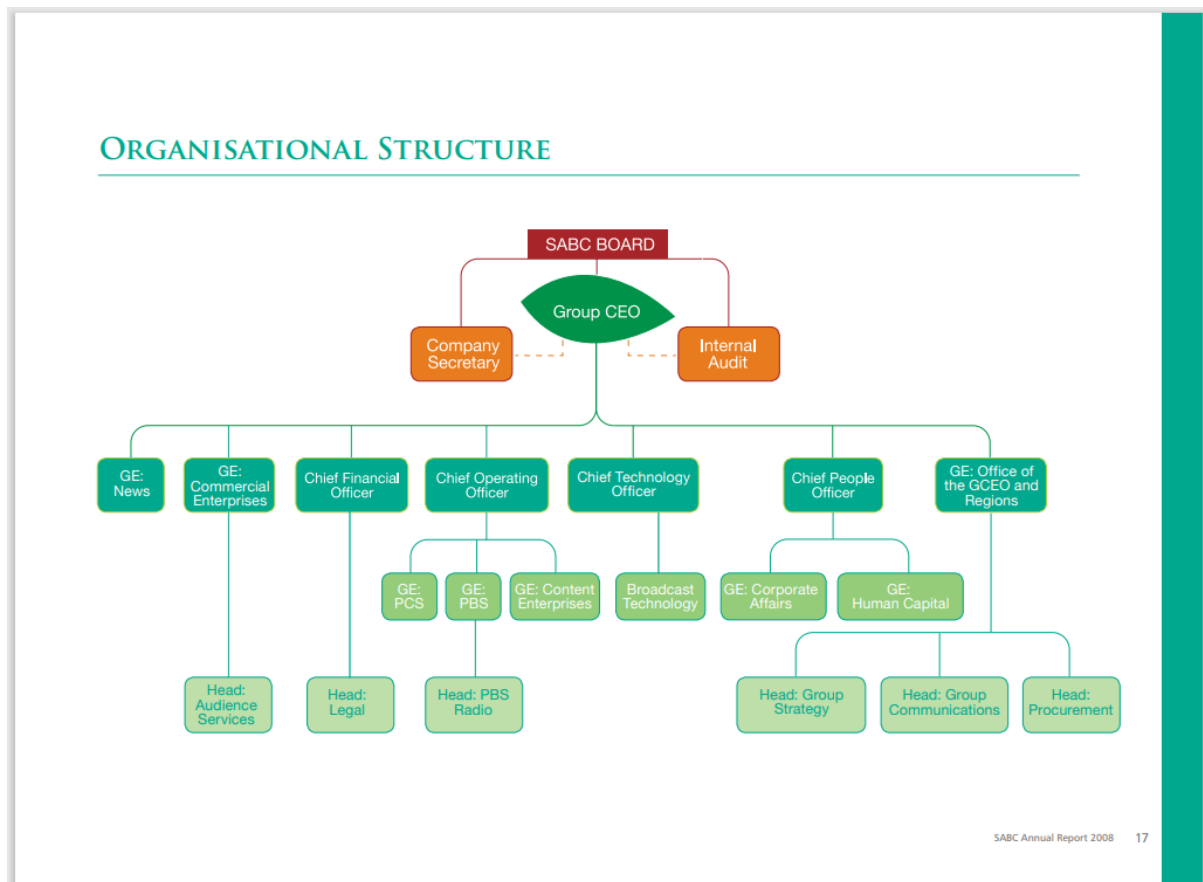 ORGANISATIONAL STRUCTURE
SABC BOARD
Group CEO
Company
Secretary
Internal
Audit
GE:
News
GE:
Commercial
Enterprises
Chief Financial
Officer
Chief Operating
Officer
Chief Technology
Officer
Chief People
Officer
GE: Office of
the GCEO and
Regions
GE:
PCS
GE:
PBS
GE: Content
Enterprises
Broadcast
Technology
GE: Corporate
Affairs
GE:
Human Capital
Head:
Audience
Services
Head:
Legal
Head: PBS
Radio
Head: Group
Strategy
Head: Group
Communications
Head:
Procurement
SABC Annual Report 2008 17